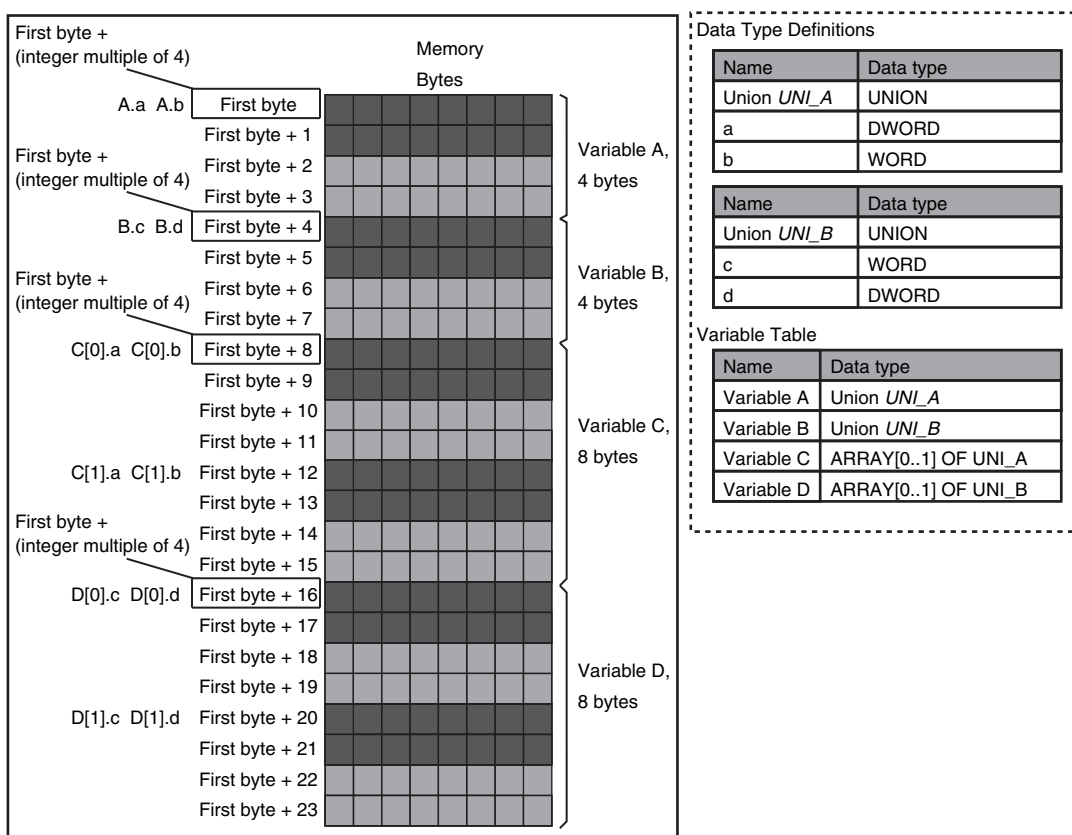 First byte +
(integer multiple of 4)
Memory
Bytes
A.a A.b
First byte
First byte + 1
First byte +
(integer multiple of 4)
First byte + 2
First byte + 3
Variable A,
4 bytes
B.c B.d
First byte + 4
First byte + 5
First byte +
(integer multiple of 4)
First byte + 6
First byte + 7
Variable B,
4 bytes
C[0].a C[0].b
First byte + 8
First byte + 9
First byte + 10
First byte + 11
Variable C,
8 bytes
C[1].a C[1].b
First byte + 12
First byte + 13
First byte +
(integer multiple of 4)
First byte + 14
First byte + 15
D[0].c D[0].d
First byte + 16
First byte + 17
First byte + 18
First byte + 19
Variable D,
8 bytes
D[1].c D[1].d
First byte + 20
First byte + 21
First byte + 22
First byte + 23
Data Type Definitions
Name Data type
Union UNI_A UNION
a DWORD
b WORD
Name Data type
Union UNI_B UNION
c WORD
d DWORD
Variable Table
Name Data type
Variable A Union UNI_A
Variable B Union UNI_B
Variable C ARRAY[0..1] OF UNI_A
Variable D ARRAY[0..1] OF UNI_B